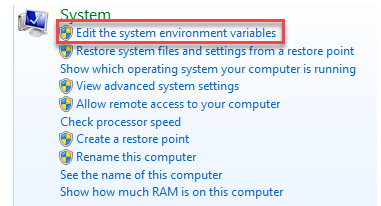 System
Edit the system environment variables
Restore system files and settings from a restore point
Show which operating system your computer is running
View advanced system settings
Allow remote access to your computer
Check processor speed
Create a restore point
Rename this computer
See the name of this computer
Show how much RAM is on this computer